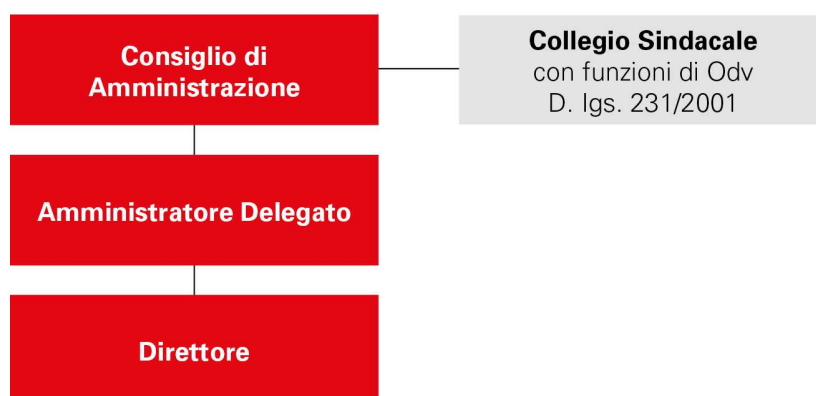 Consiglio di
Amministrazione
Collegio Sindacale
con funzioni di Odv
D. lgs. 231/2001
Amministratore Delegato
Direttore